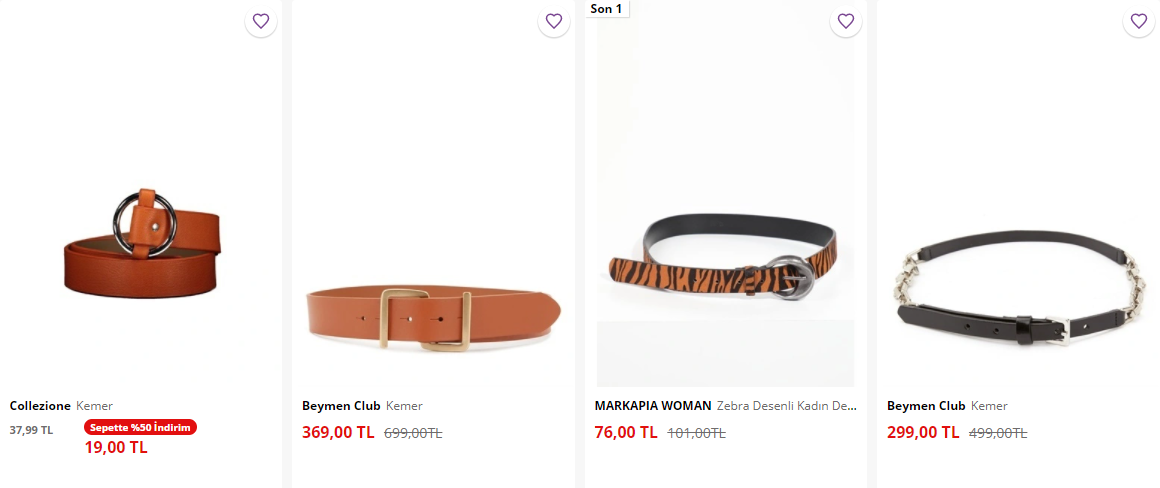 Son 1
Collezione Kemer
37,99 TL
Sepette %50 İndirim
19,00 TL
Beymen Club Kemer
369,00 TL 699,00TL
MARKAPIA WOMAN Zebra Desenli Kadın De...
76,00 TL 101,00TL
Beymen Club Kemer
299,00 TL 499,00TL